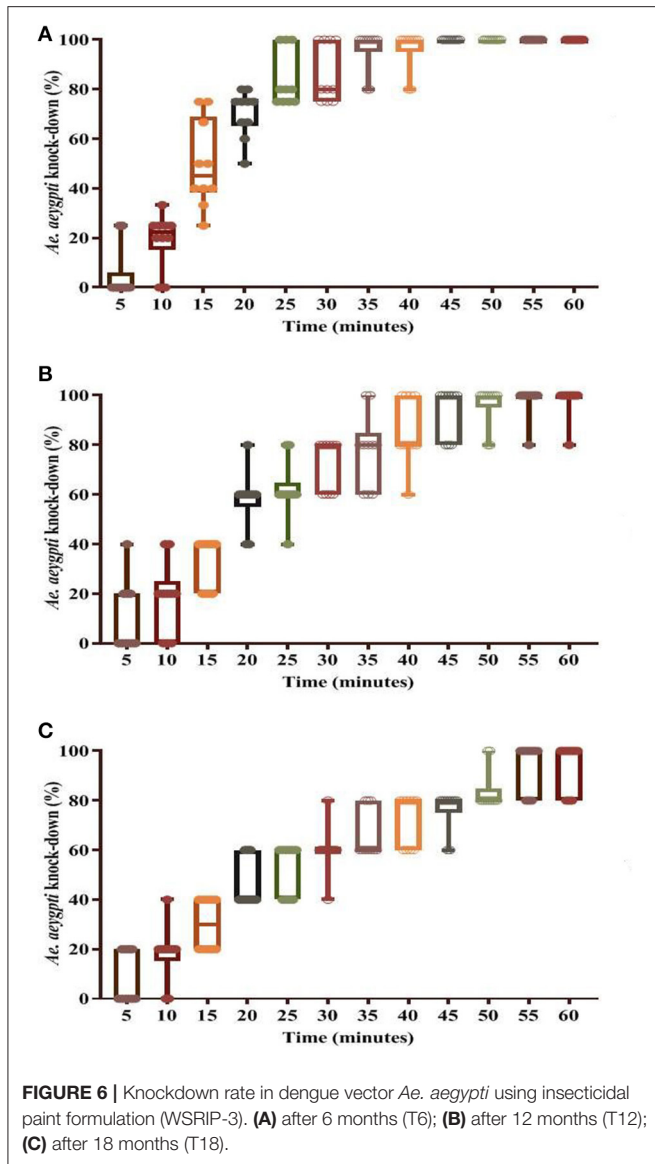 A
Ae. aeygpti knock-down (%)
100
80
60
40
20
0
5 10 15 20 25 30 35 40 45 50 55 60
Time (minutes)
B
Ae. aeygpti knock-down (%)
100
80
60
40
20
0
5 10 15 20 25 30 35 40 45 50 55 60
Time (minutes)
C
Ae. aeygpti knock-down (%)
100
80
60
40
20
0
5 10 15 20 25 30 35 40 45 50 55 60
Time (minutes)
FIGURE 6 | Knockdown rate in dengue vector Ae. aegypti using insecticidal
paint formulation (WSRIP-3). (A) after 6 months (T6); (B) after 12 months (T12);
(C) after 18 months (T18).